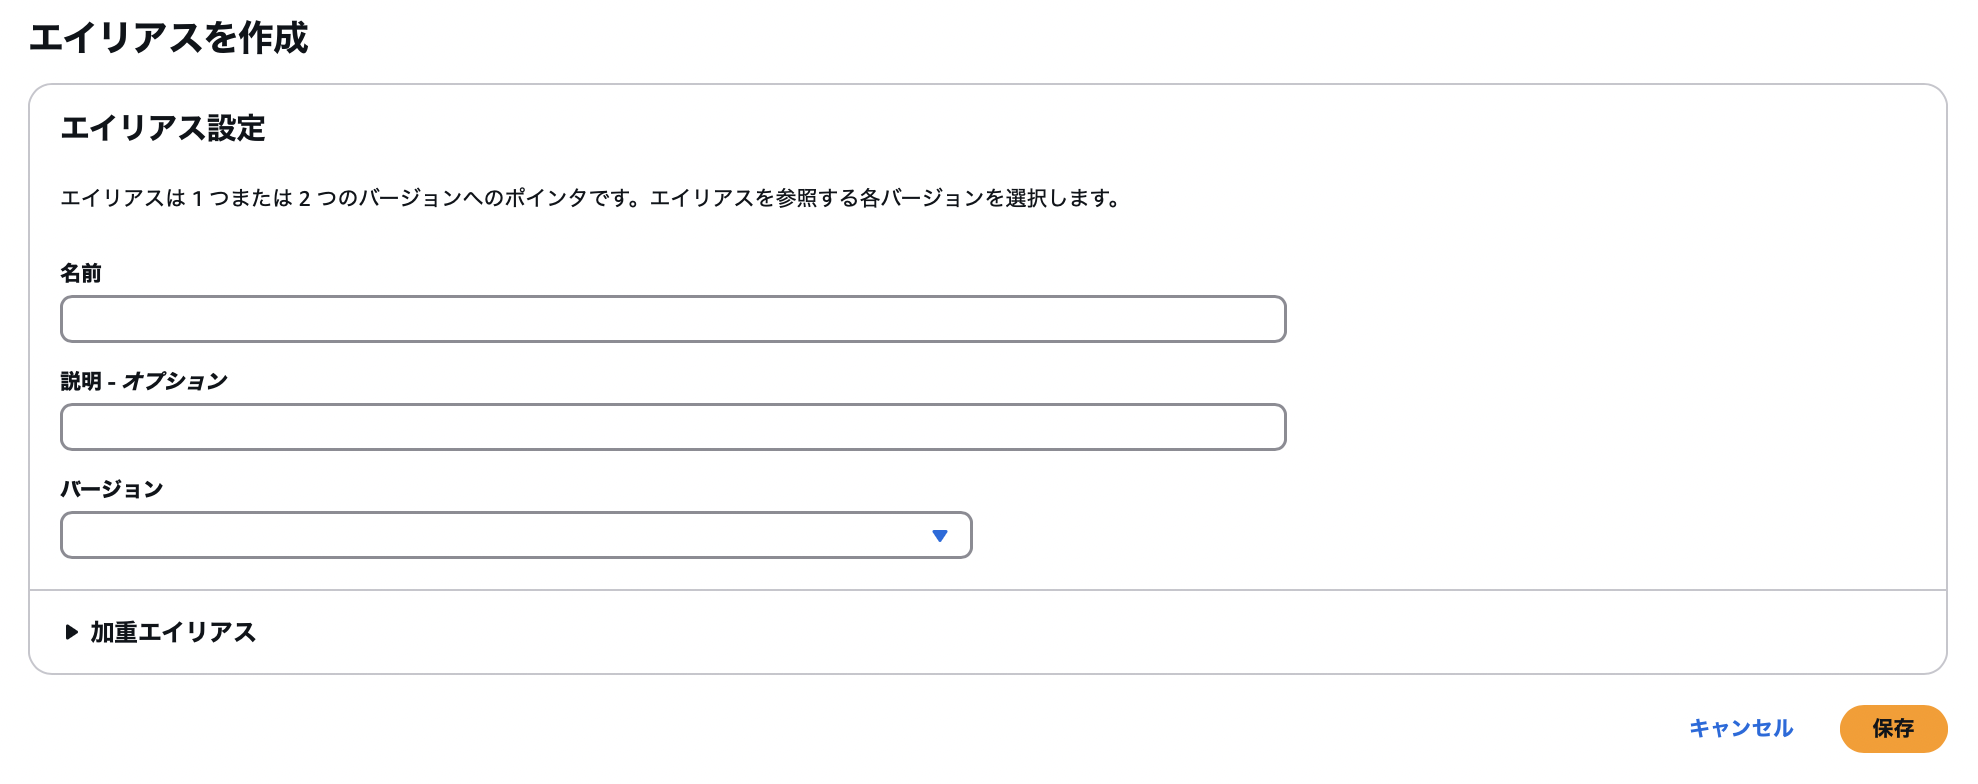 エイリアスを作成
エイリアス設定
エイリアスは 1 つまたは 2 つのバージョンへのポインタです。エイリアスを参照する各バージョンを選択します。
名前
説明 - オプション
バージョン
加重エイリアス
キャンセル
保存